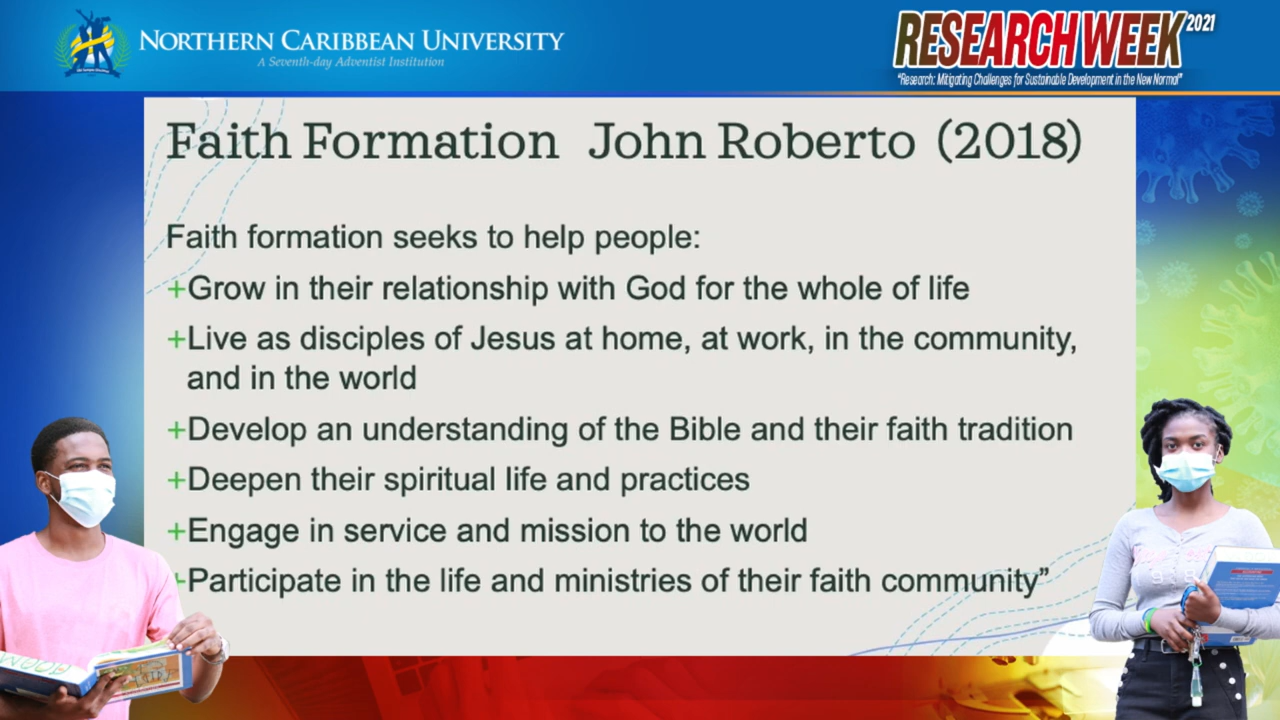 NORTHERN CARIBBEAN UNIVERSITY
A Seventh-day Adventist Institution
RESEARCH WEEK 2021
"Research: Mitigating Challenges for Sustainable Development in the New Normal"
Faith Formation John Roberto (2018)
Faith formation seeks to help people:
+Grow in their relationship with God for the whole of life
+Live as disciples of Jesus at home, at work, in the community,
and in the world
+Develop an understanding of the Bible and their faith tradition
+Deepen their spiritual life and practices
+Engage in service and mission to the world
+Participate in the life and ministries of their faith community”